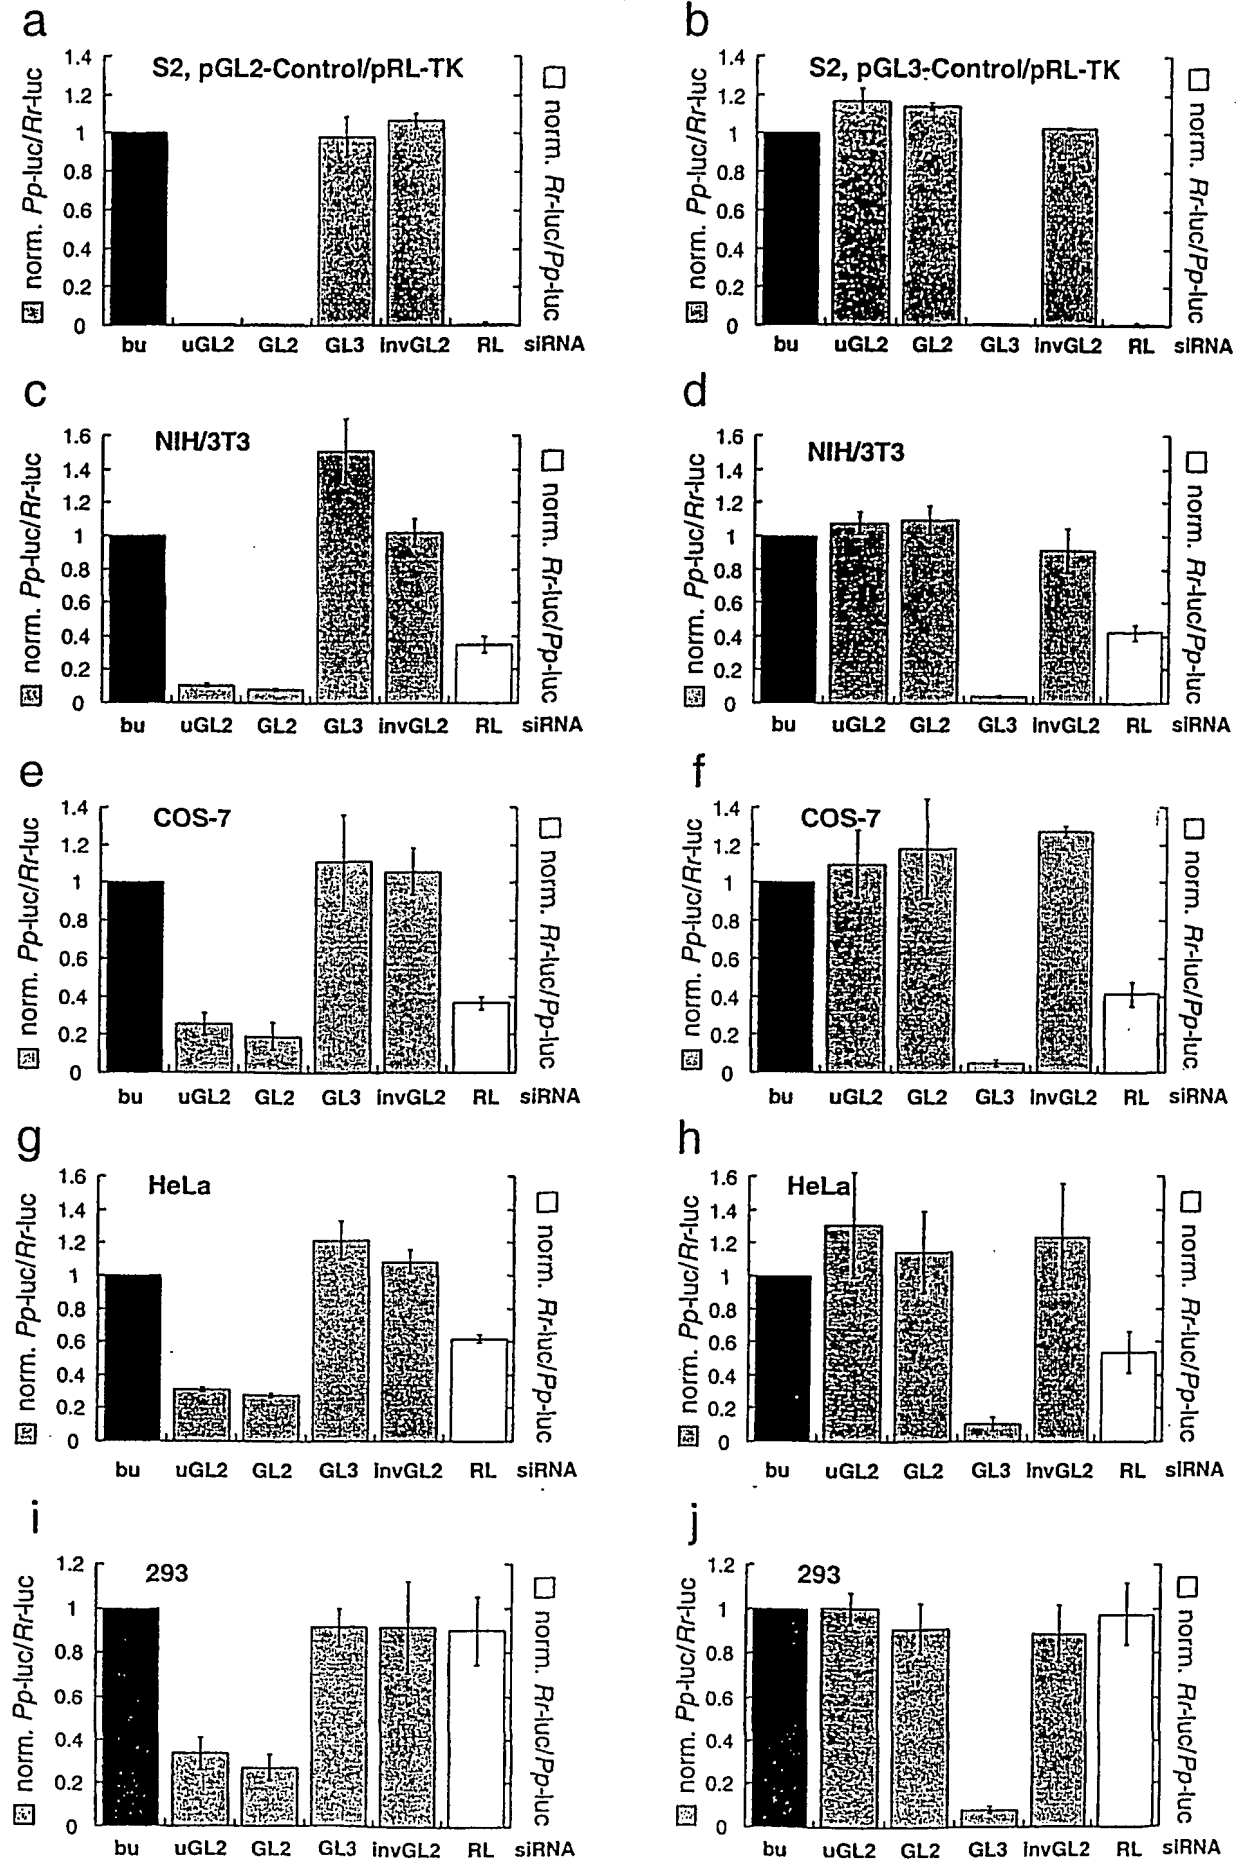 a
S2, pGL2-Control/pRL-TK
norm. Pp-luc/Rr-luc
1.4
1.2
1
0.8
0.6
0.4
0.2
0
norm. Rr-luc/Pp-luc
bu uGL2 GL2 GL3 invGL2 RL siRNA
b
S2, pGL3-Control/pRL-TK
norm. Pp-luc/Rr-luc
1.4
1.2
1
0.8
0.6
0.4
0.2
0
norm. Rr-luc/Pp-luc
bu uGL2 GL2 GL3 invGL2 RL siRNA
c
NIH/3T3
norm. Pp-luc/Rr-luc
1.6
1.4
1.2
1
0.8
0.6
0.4
0.2
0
norm. Rr-luc/Pp-luc
bu uGL2 GL2 GL3 invGL2 RL siRNA
d
NIH/3T3
norm. Pp-luc/Rr-luc
1.6
1.4
1.2
1
0.8
0.6
0.4
0.2
0
norm. Rr-luc/Pp-luc
bu uGL2 GL2 GL3 invGL2 RL siRNA
e
COS-7
norm. Pp-luc/Rr-luc
1.4
1.2
1
0.8
0.6
0.4
0.2
0
norm. Rr-luc/Pp-luc
bu uGL2 GL2 GL3 invGL2 RL siRNA
f
COS-7
norm. Pp-luc/Rr-luc
1.4
1.2
1
0.8
0.6
0.4
0.2
0
norm. Rr-luc/Pp-luc
bu uGL2 GL2 GL3 invGL2 RL siRNA
g
HeLa
norm. Pp-luc/Rr-luc
1.6
1.4
1.2
1
0.8
0.6
0.4
0.2
0
norm. Rr-luc/Pp-luc
bu uGL2 GL2 GL3 invGL2 RL siRNA
h
HeLa
norm. Pp-luc/Rr-luc
1.6
1.4
1.2
1
0.8
0.6
0.4
0.2
0
norm. Rr-luc/Pp-luc
bu uGL2 GL2 GL3 invGL2 RL siRNA
i
293
norm. Pp-luc/Rr-luc
1.2
1
0.8
0.6
0.4
0.2
0
norm. Rr-luc/Pp-luc
bu uGL2 GL2 GL3 invGL2 RL siRNA
j
293
norm. Pp-luc/Rr-luc
1.2
1
0.8
0.6
0.4
0.2
0
norm. Rr-luc/Pp-luc
bu uGL2 GL2 GL3 invGL2 RL siRNA